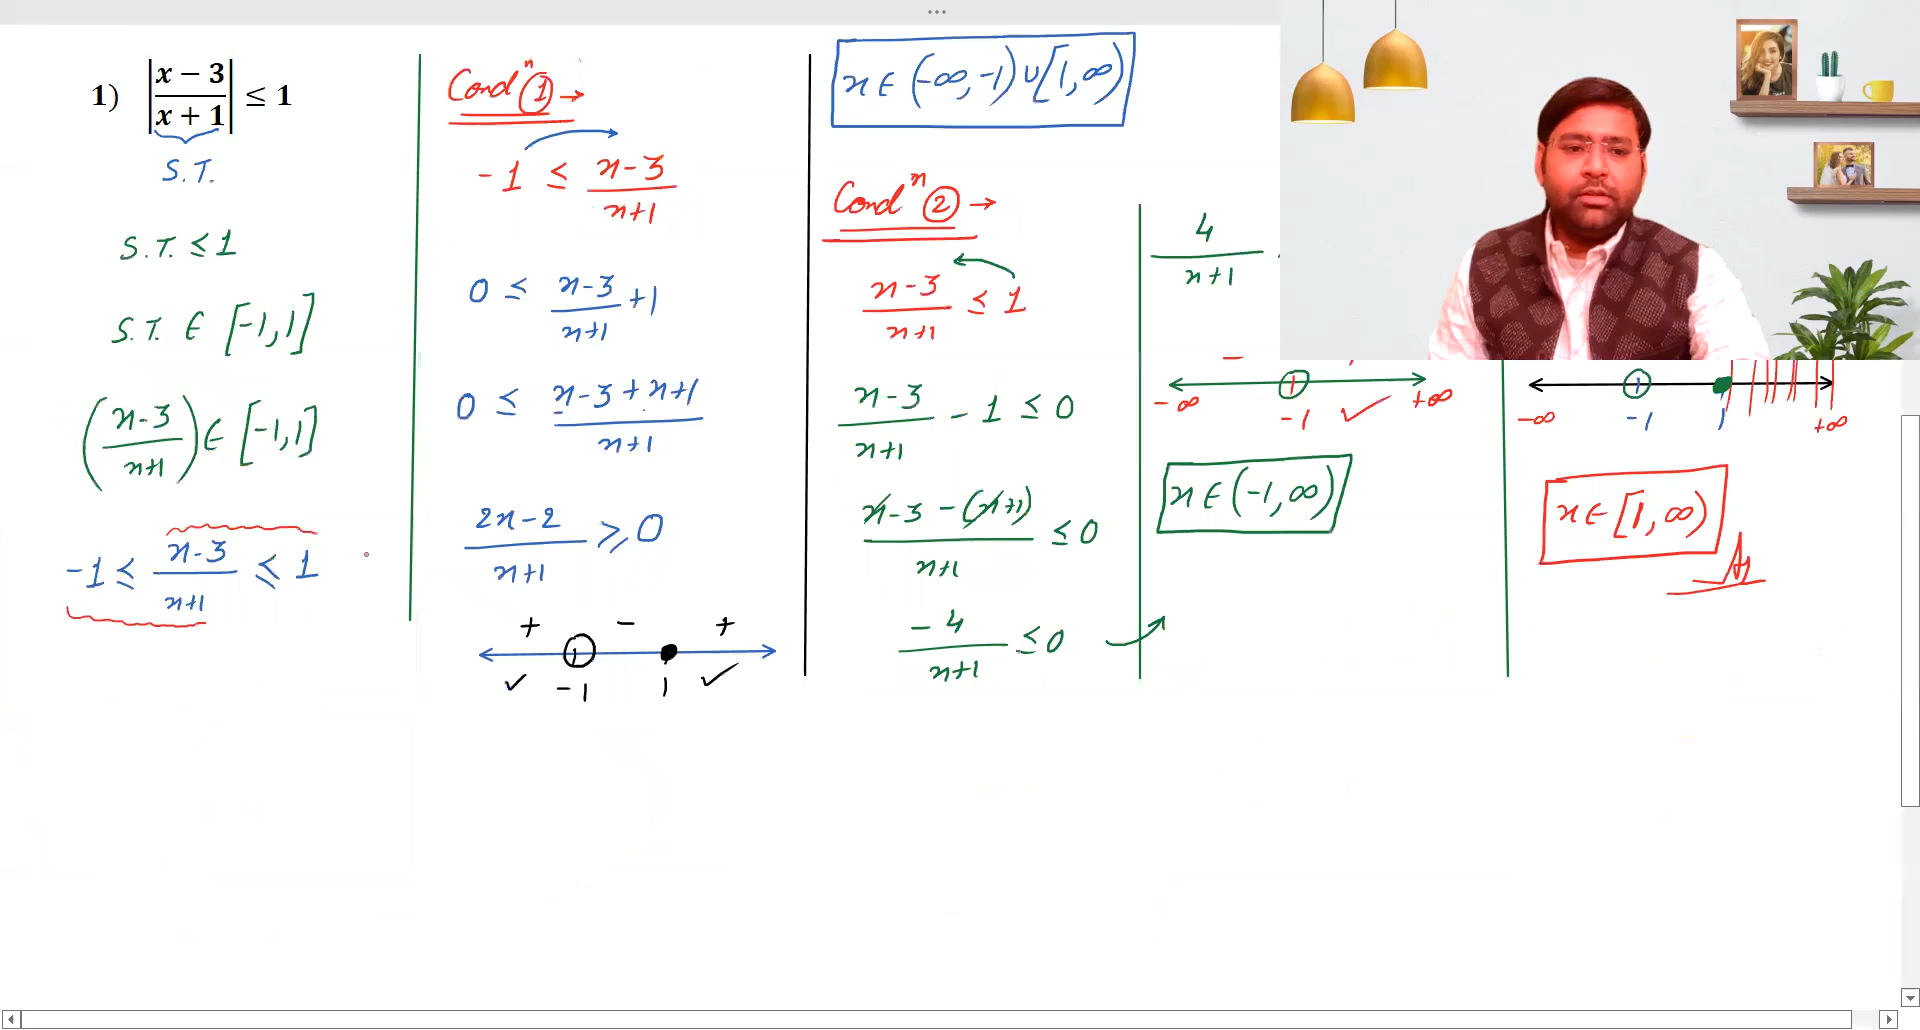 1) |x − 3 / x + 1| ≤ 1
S.T.
S.T. ≤ 1
S.T. ∈ [-1,1]
(x-3 / x+1) ∈ [-1,1]
-1 ≤ x-3 / x+1 ≤ 1
Condⁿ ① →
-1 ≤ x-3 / x+1
0 ≤ x-3 / x+1 +1
0 ≤ x-3+x+1 / x+1
2x-2 / x+1 ≥ 0
+ - +
✓ -1 1 ✓
x ∈ (-∞,-1) ∪ [1,∞)
Condⁿ ② →
x-3 / x+1 ≤ 1
x-3 / x+1 - 1 ≤ 0
x-3-(x+1) / x+1 ≤ 0
-4 / x+1 ≤ 0
4 / x+1
-
-∞ -1 ✓ +∞
x ∈ (-1,∞)
-∞ -1 1 +∞
x ∈ [1,∞)